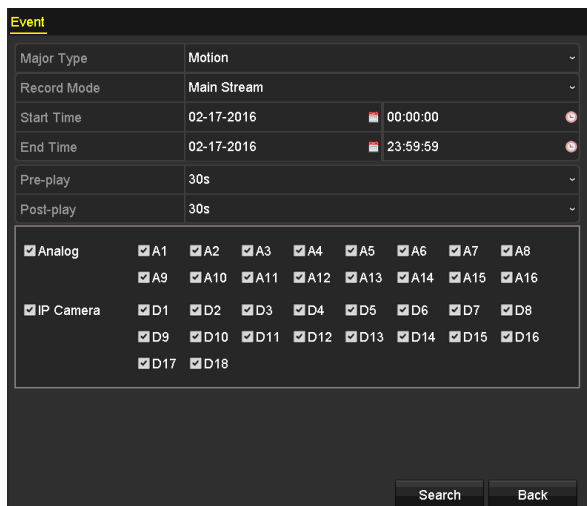 Event
Major Type Motion
Record Mode Main Stream
Start Time 02-17-2016 00:00:00
End Time 02-17-2016 23:59:59
Pre-play 30s
Post-play 30s
Analog A1 A2 A3 A4 A5 A6 A7 A8
A9 A10 A11 A12 A13 A14 A15 A16
IP Camera D1 D2 D3 D4 D5 D6 D7 D8
D9 D10 D11 D12 D13 D14 D15 D16
D17 D18
Search Back